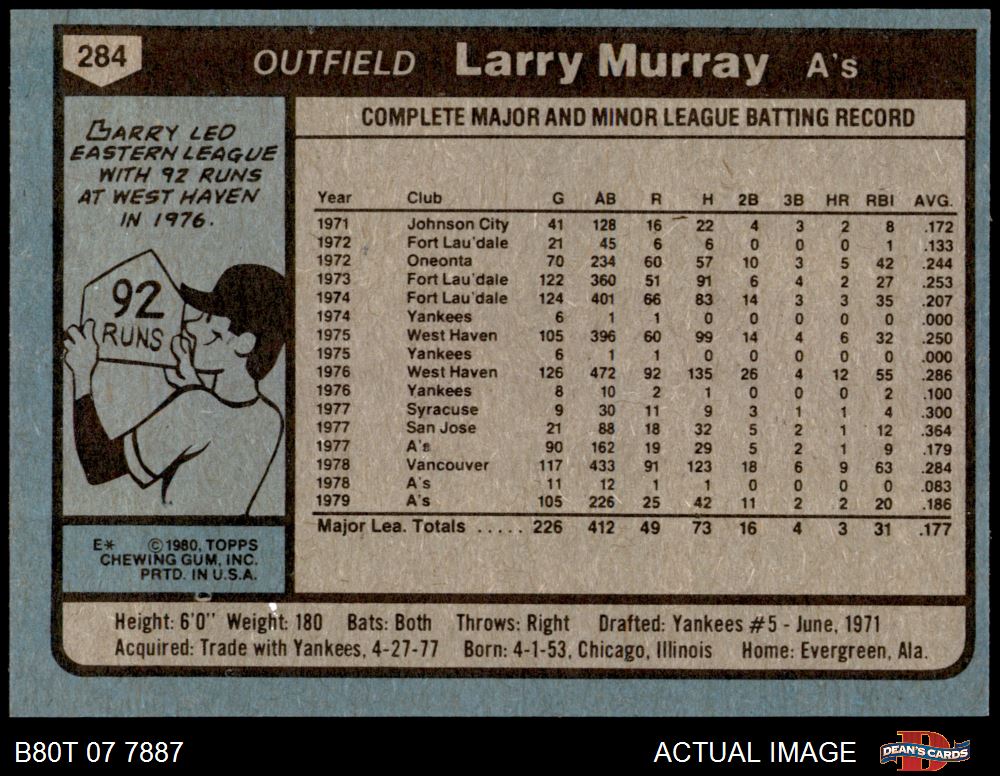 284 OUTFIELD Larry Murray A's
LARRY LED
EASTERN LEAGUE
WITH 92 RUNS
AT WEST HAVEN
IN 1976.
92
RUNS
E* ©1980, TOPPS
CHEWING GUM, INC.
PRTD. IN U.S.A.
COMPLETE MAJOR AND MINOR LEAGUE BATTING RECORD
Year Club G AB R H 2B 3B HR RBI AVG.
1971 Johnson City 41 128 16 22 4 3 2 8 .172
1972 Fort Lau'dale 21 45 6 6 0 0 0 1 .133
1972 Oneonta 70 234 60 57 10 3 5 42 .244
1973 Fort Lau'dale 122 360 51 91 6 4 2 27 .253
1974 Fort Lau'dale 124 401 66 83 14 3 3 35 .207
1974 Yankees 6 1 1 0 0 0 0 0 .000
1975 West Haven 105 396 60 99 14 4 6 32 .250
1975 Yankees 6 1 1 0 0 0 0 0 .000
1976 West Haven 126 472 92 135 26 4 12 55 .286
1976 Yankees 8 10 2 1 0 0 0 2 .100
1977 Syracuse 9 30 11 9 3 1 1 4 .300
1977 San Jose 21 88 18 32 5 2 1 12 .364
1977 A's 90 162 19 29 5 2 1 9 .179
1978 Vancouver 117 433 91 123 18 6 9 63 .284
1978 A's 11 12 1 1 0 0 0 0 .083
1979 A's 105 226 25 42 11 2 2 20 .186
Major Lea. Totals ..... 226 412 49 73 16 4 3 31 .177
Height: 6'0" Weight: 180 Bats: Both Throws: Right Drafted: Yankees #5 - June, 1971
Acquired: Trade with Yankees, 4-27-77 Born: 4-1-53, Chicago, Illinois Home: Evergreen, Ala.
B80T 07 7887 ACTUAL IMAGE D DEAN'S CARDS